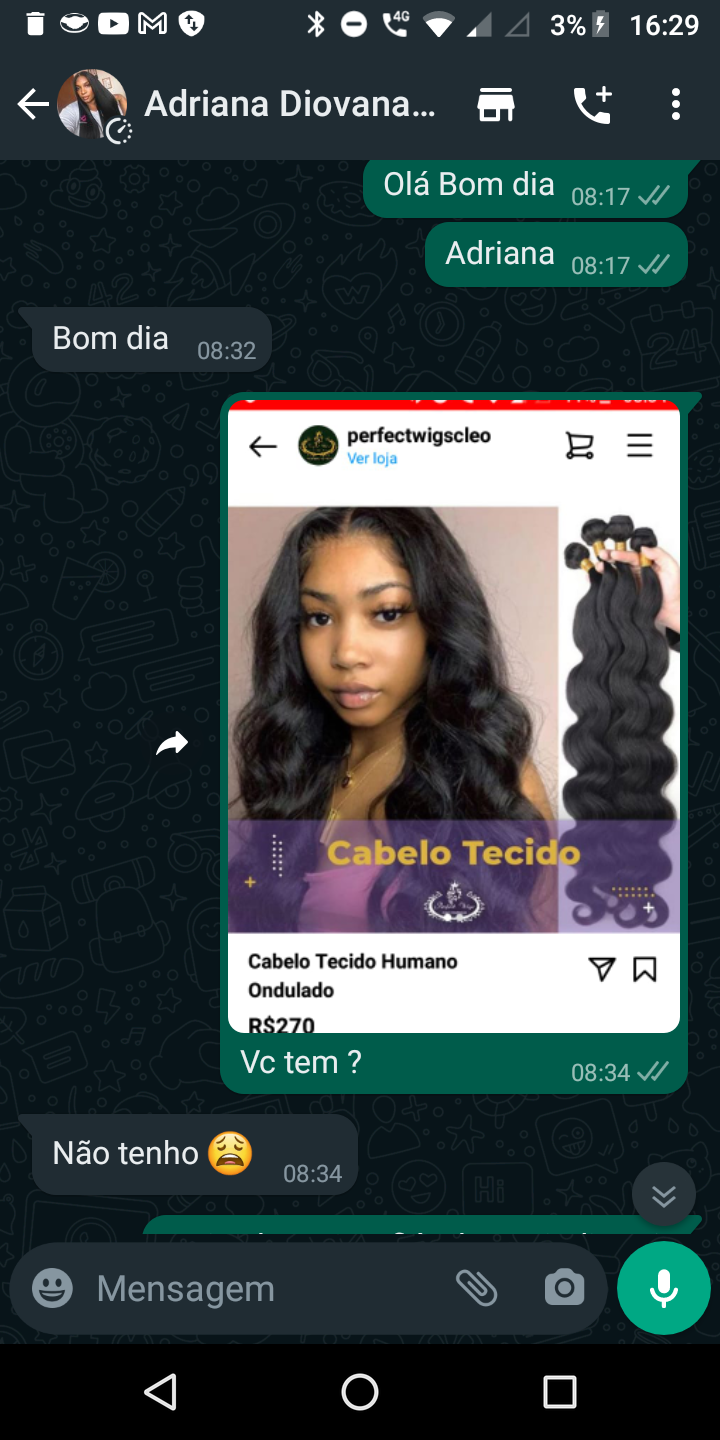 4G
3%
16:29
Adriana Diovana...
Olá Bom dia
08:17
Adriana
08:17
Bom dia
08:32
perfectwigscleo
Ver loja
Cabelo Tecido
Cabelo Tecido Humano
Ondulado
R$270
Vc tem ?
08:34
Não tenho 😩
08:34
Mensagem